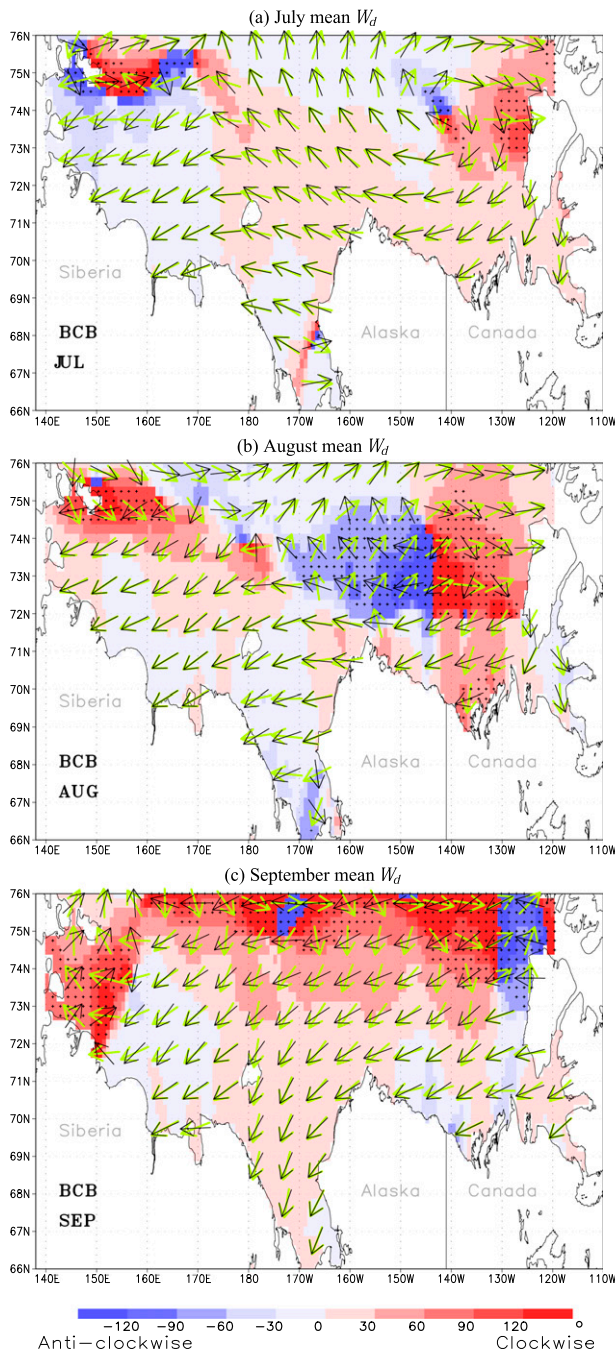 (a) July mean W_d
76N
75N
74N
73N
72N
71N
70N
69N
68N
67N
66N
Siberia
Alaska
Canada
BCB
JUL
140E 150E 160E 170E 180 170W 160W 150W 140W 130W 120W 110W
(b) August mean W_d
76N
75N
74N
73N
72N
71N
70N
69N
68N
67N
66N
Siberia
Alaska
Canada
BCB
AUG
140E 150E 160E 170E 180 170W 160W 150W 140W 130W 120W 110W
(c) September mean W_d
76N
75N
74N
73N
72N
71N
70N
69N
68N
67N
66N
Siberia
Alaska
Canada
BCB
SEP
140E 150E 160E 170E 180 170W 160W 150W 140W 130W 120W 110W
−120 −90 −60 −30 0 30 60 90 120 °
Anti−clockwise Clockwise